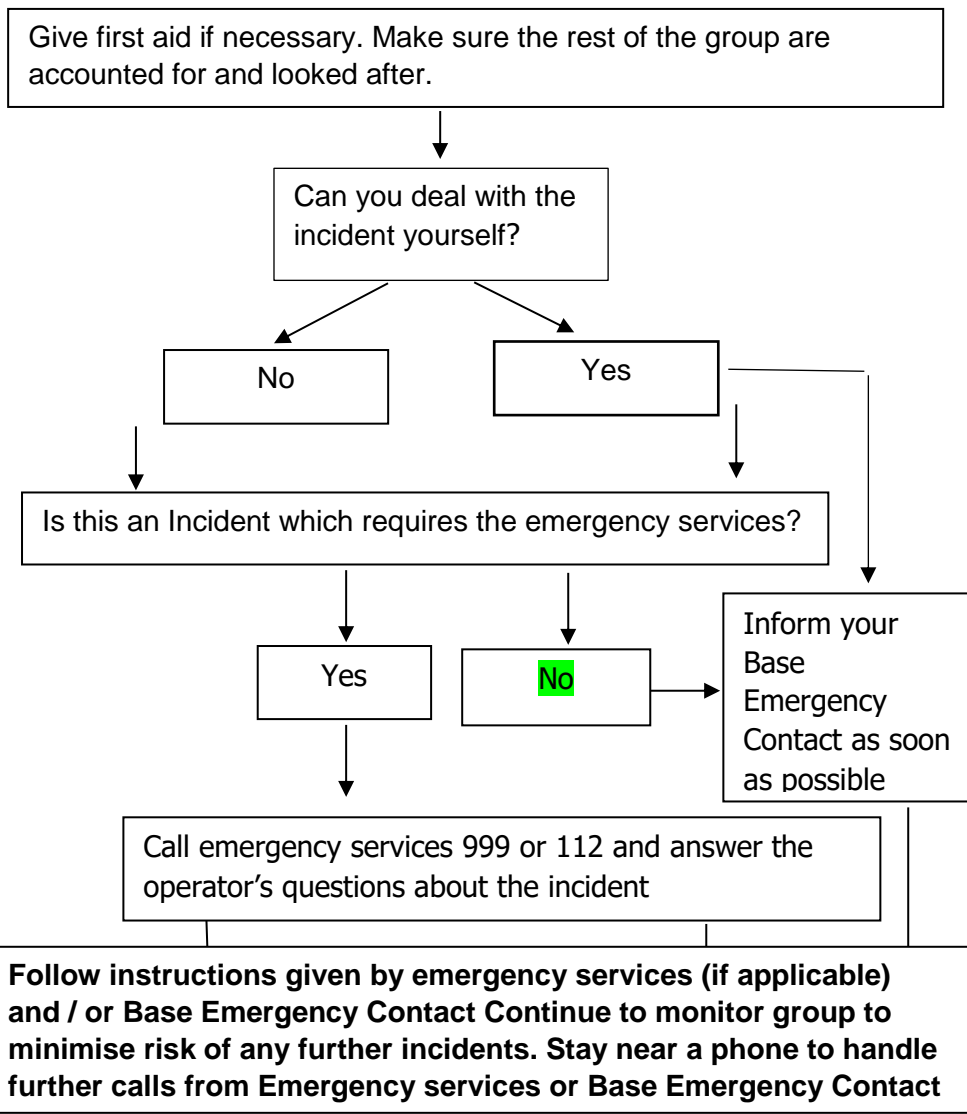 Give first aid if necessary. Make sure the rest of the group are
accounted for and looked after.
Can you deal with the
incident yourself?
No
Yes
Is this an Incident which requires the emergency services?
Yes
No
Inform your
Base
Emergency
Contact as soon
as possible
Call emergency services 999 or 112 and answer the
operator’s questions about the incident
Follow instructions given by emergency services (if applicable)
and / or Base Emergency Contact Continue to monitor group to
minimise risk of any further incidents. Stay near a phone to handle
further calls from Emergency services or Base Emergency Contact